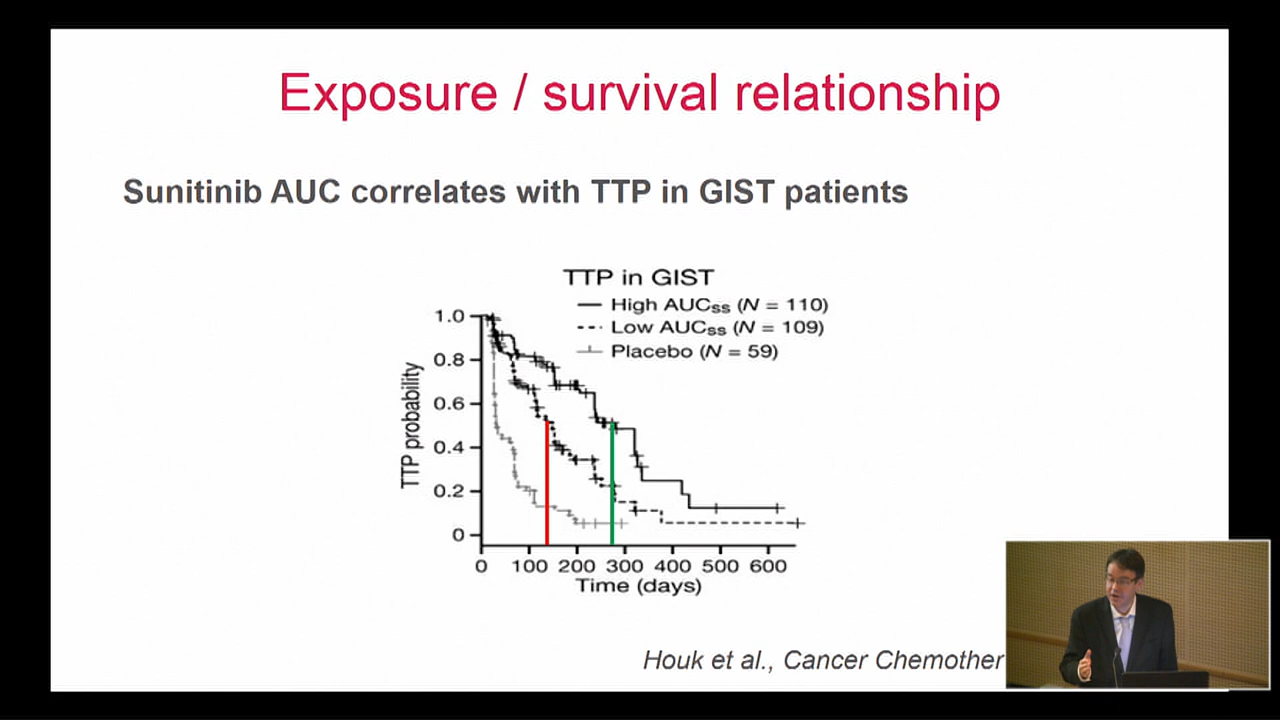 Exposure / survival relationship
Sunitinib AUC correlates with TTP in GIST patients
TTP in GIST
High AUCss (N = 110)
Low AUCss (N = 109)
Placebo (N = 59)
TTP probability
1.0
0.8
0.6
0.4
0.2
0
0 100 200 300 400 500 600
Time (days)
Houk et al., Cancer Chemother